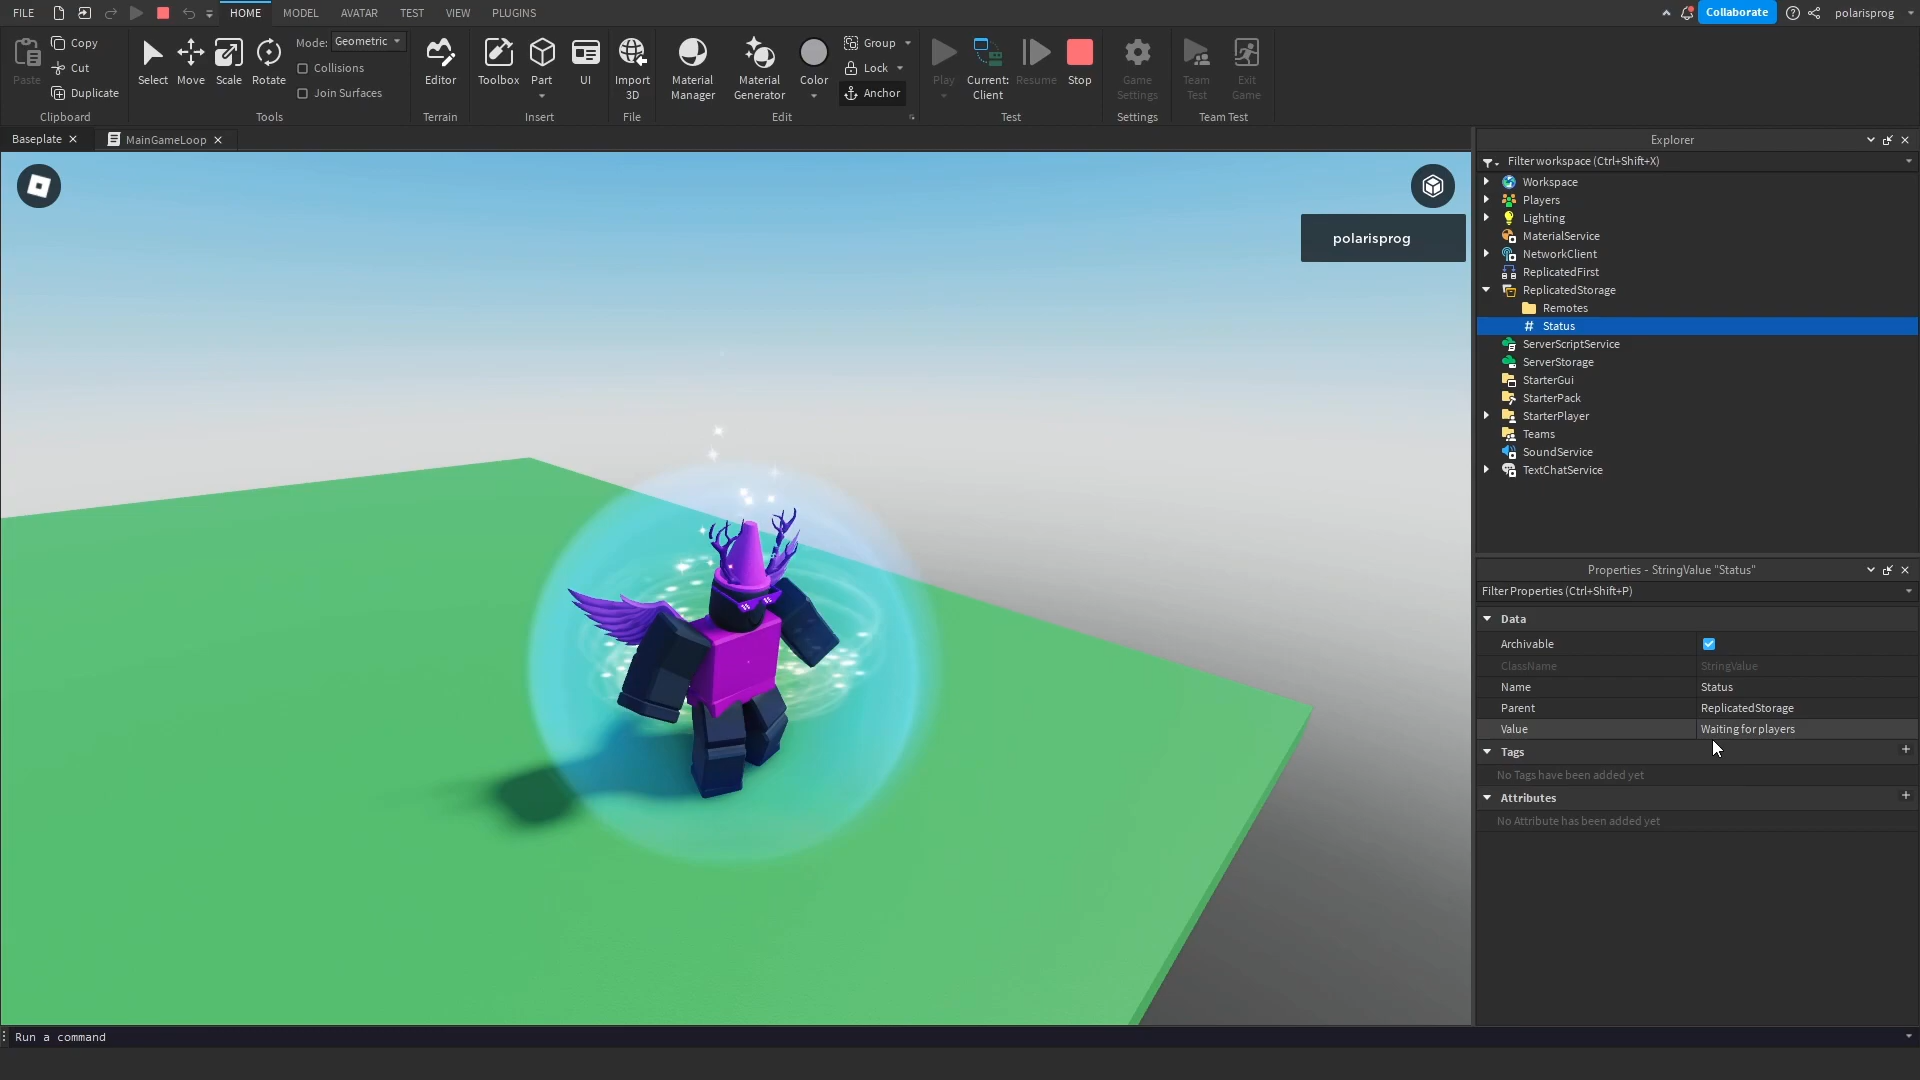 FILE HOME MODEL AVATAR TEST VIEW PLUGINS Collaborate polarisprog
Paste Copy Cut Duplicate Clipboard
Select Move Scale Rotate Mode: Geometric Collisions Join Surfaces Tools
Editor Terrain
Toolbox Part UI Insert
Import 3D File
Material Manager Material Generator Color Group Lock Anchor Edit
Play Current: Client Resume Stop Test
Game Settings Settings
Team Test Exit Game Team Test
Baseplate MainGameLoop
polarisprog
Explorer
Filter workspace (Ctrl+Shift+X)
Workspace
Players
Lighting
MaterialService
NetworkClient
ReplicatedFirst
ReplicatedStorage
Remotes
# Status
ServerScriptService
ServerStorage
StarterGui
StarterPack
StarterPlayer
Teams
SoundService
TextChatService
Properties - StringValue "Status"
Filter Properties (Ctrl+Shift+P)
Data
Archivable
ClassName StringValue
Name Status
Parent ReplicatedStorage
Value Waiting for players
Tags
No Tags have been added yet
Attributes
No Attribute has been added yet
Run a command